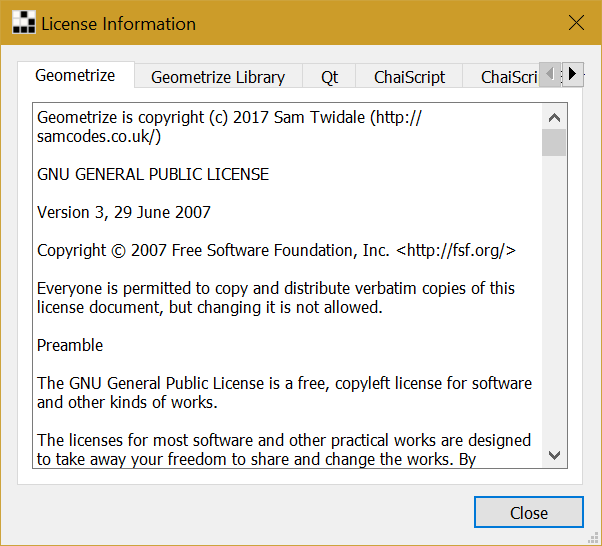 License Information
Geometrize
Geometrize Library
Qt
ChaiScript
ChaiScri
Geometrize is copyright (c) 2017 Sam Twidale (http://
samcodes.co.uk/)
GNU GENERAL PUBLIC LICENSE
Version 3, 29 June 2007
Copyright © 2007 Free Software Foundation, Inc. <http://fsf.org/>
Everyone is permitted to copy and distribute verbatim copies of this
license document, but changing it is not allowed.
Preamble
The GNU General Public License is a free, copyleft license for software
and other kinds of works.
The licenses for most software and other practical works are designed
to take away your freedom to share and change the works. By
Close